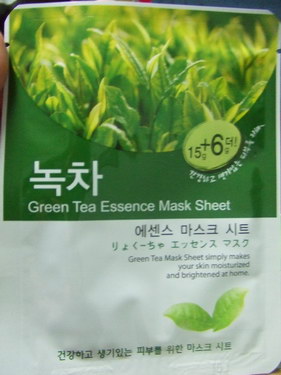 15g+6g 더!
녹차
Green Tea Essence Mask Sheet
에센스 마스크 시트
りょくーちゃ エッセンス マスク
Green Tea Mask Sheet simply makes
your skin moisturized
and brightened at home.
건강하고 생기있는 피부를 위한 마스크 시트